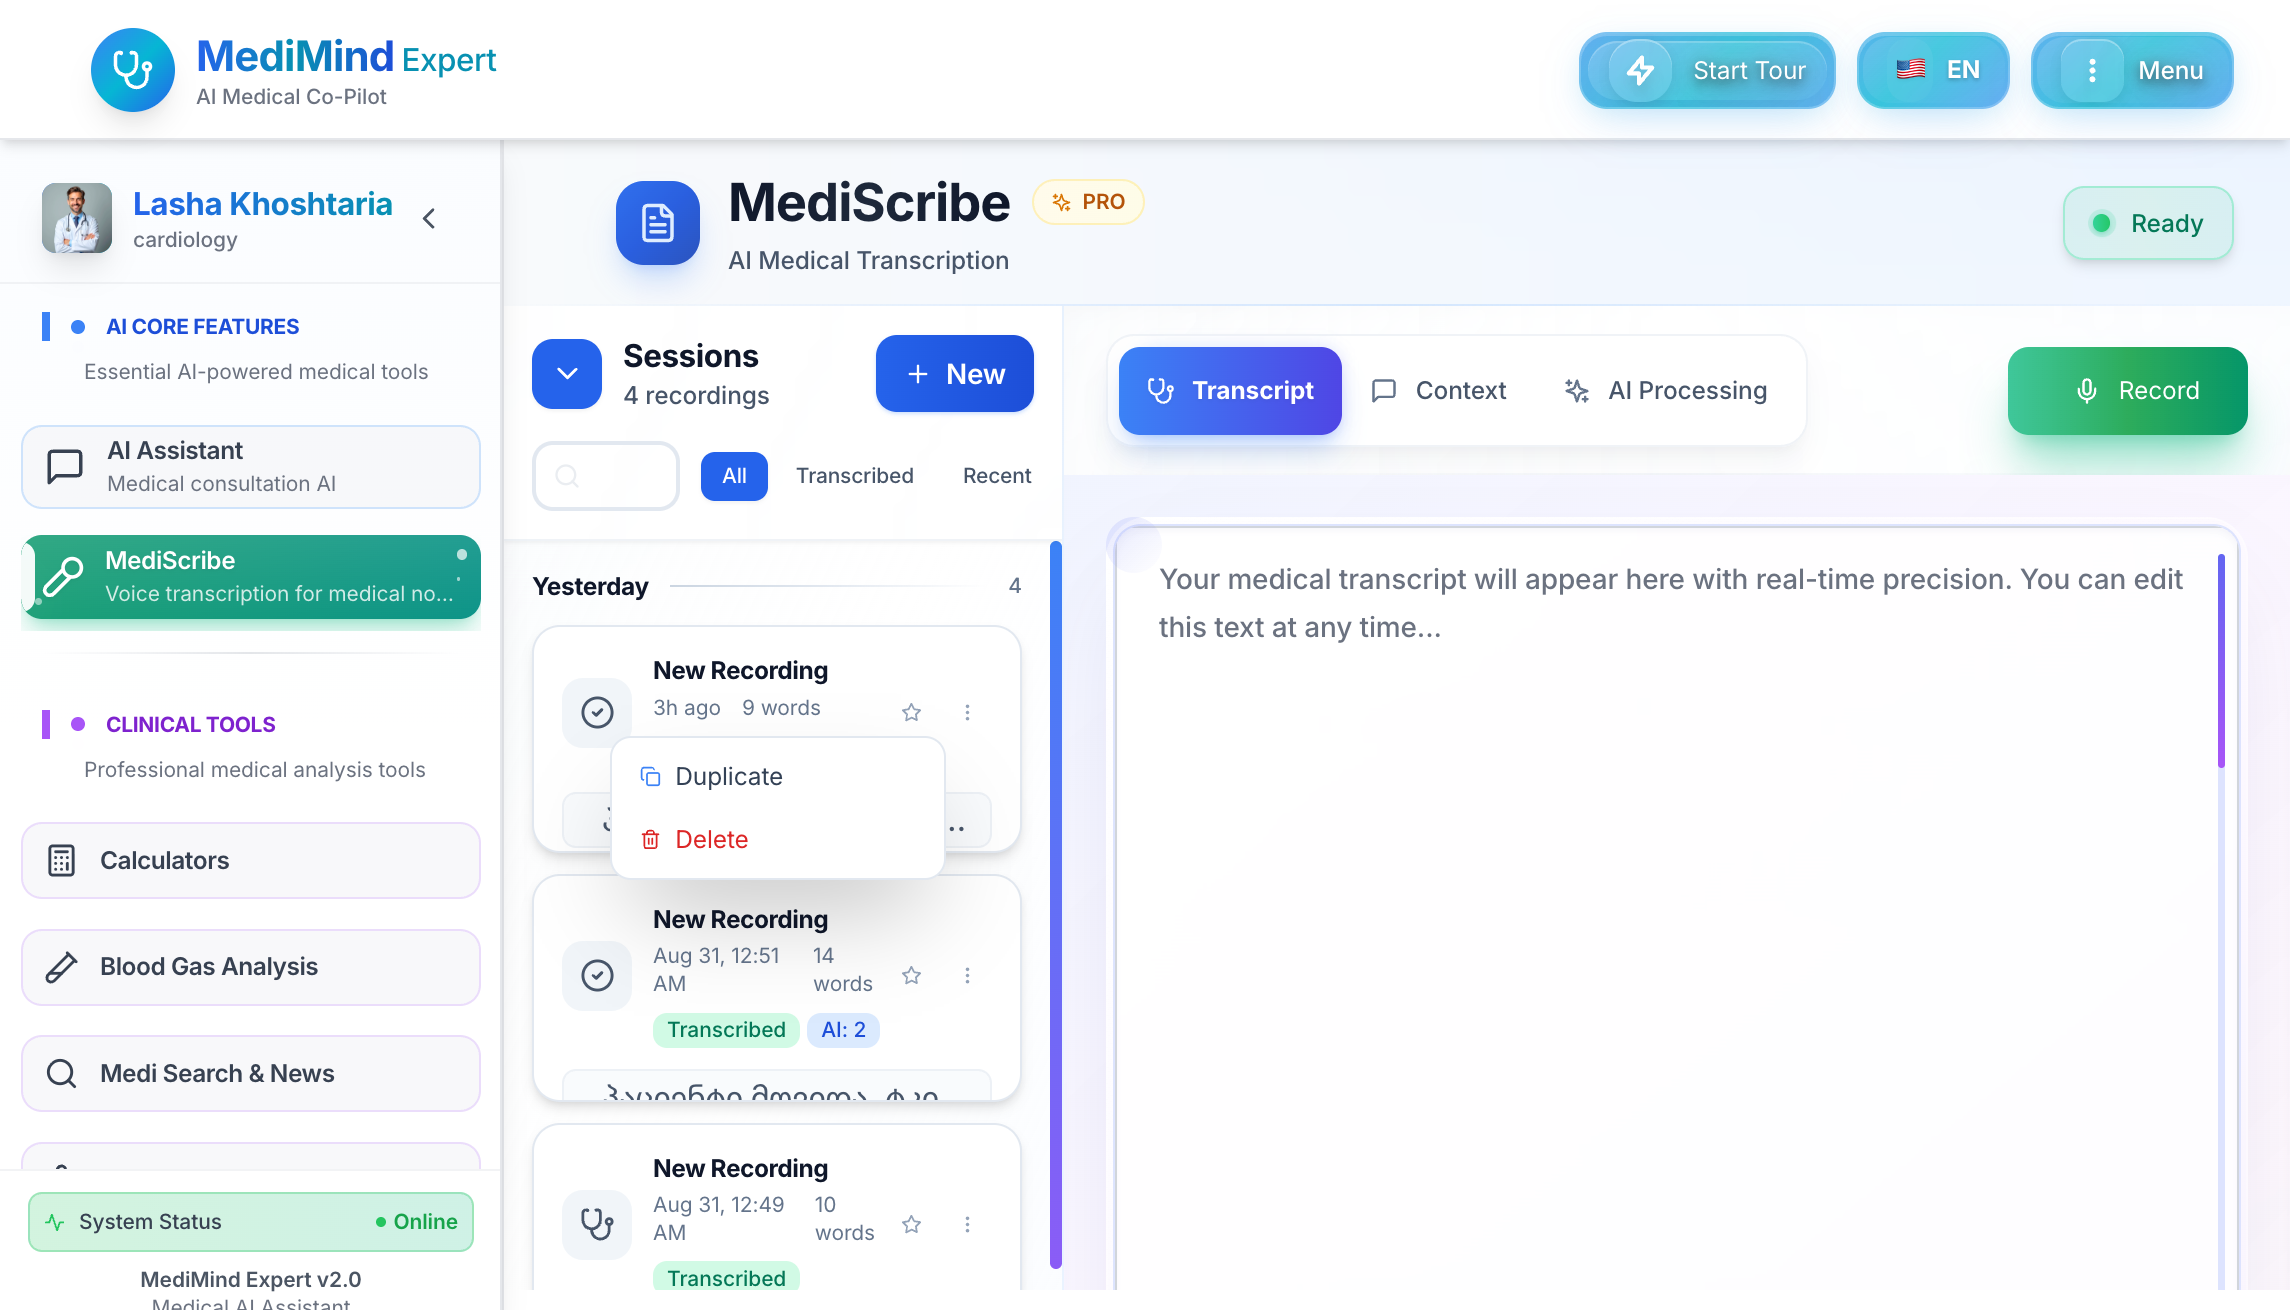 MediMind Expert
AI Medical Co-Pilot
Start Tour
EN
Menu
Lasha Khoshtaria
cardiology
AI CORE FEATURES
Essential AI-powered medical tools
AI Assistant
Medical consultation AI
MediScribe
Voice transcription for medical no...
CLINICAL TOOLS
Professional medical analysis tools
Calculators
Blood Gas Analysis
Medi Search & News
System Status
Online
MediMind Expert v2.0
Medical AI Assistant
MediScribe
PRO
AI Medical Transcription
Ready
Sessions
4 recordings
New
All
Transcribed
Recent
Yesterday
4
New Recording
3h ago 9 words
Duplicate
Delete
New Recording
Aug 31, 12:51 AM
14 words
Transcribed
AI: 2
New Recording
Aug 31, 12:49 AM
10 words
Transcribed
Transcript
Context
AI Processing
Record
Your medical transcript will appear here with real-time precision. You can edit
this text at any time...